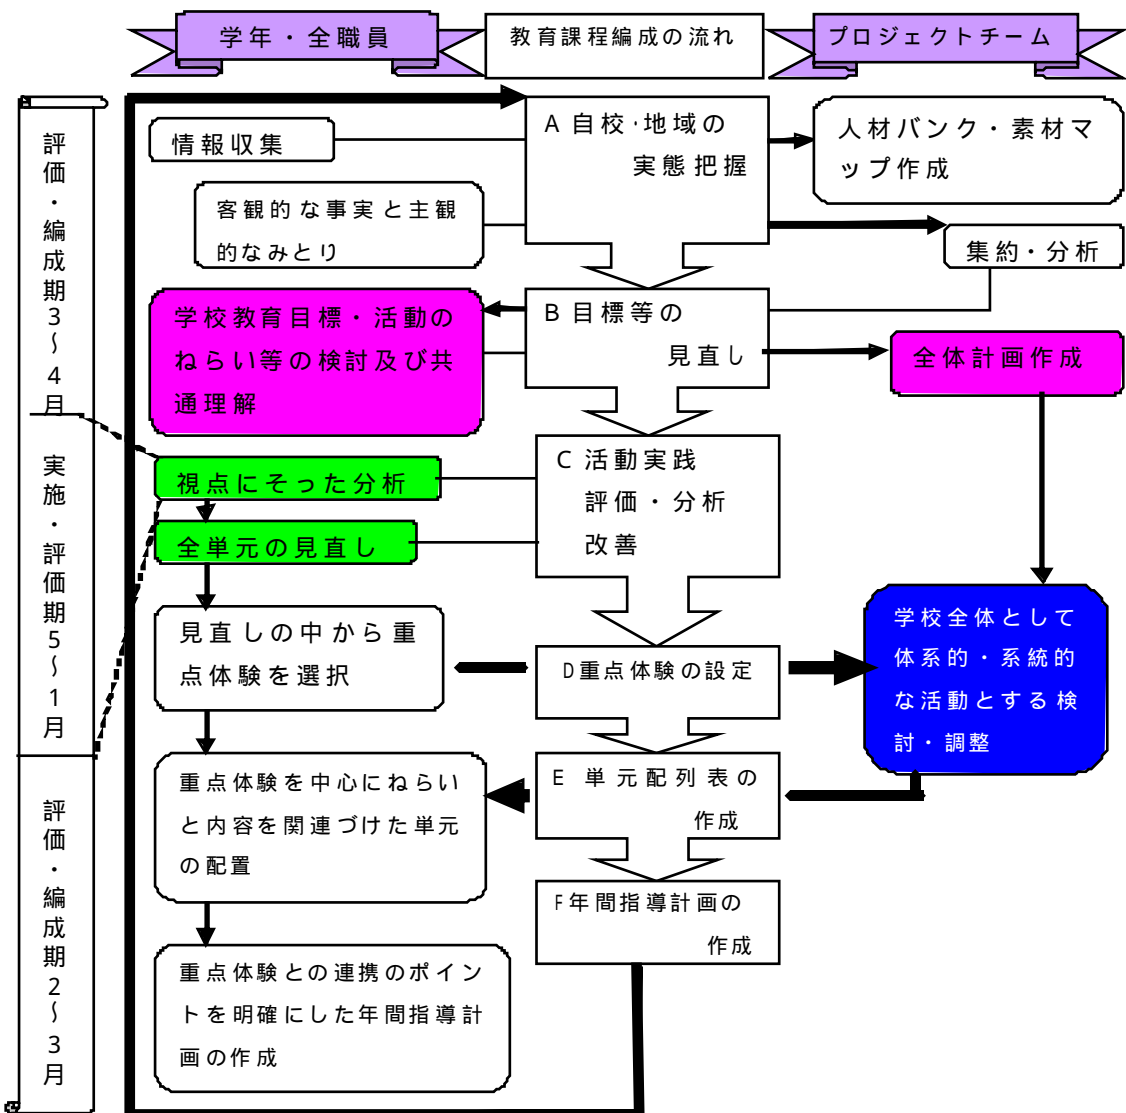 学年・全職員
教育課程編成の流れ
プロジェクトチーム
評価・編成期3～4月
実施・評価期5～1月
評価・編成期2～3月
A 自校・地域の
実態把握
情報収集
客観的な事実と主観
的なみとり
人材バンク・素材マ
ップ作成
集約・分析
B 目標等の
見直し
学校教育目標・活動の
ねらい等の検討及び共
通理解
全体計画作成
C 活動実践
評価・分析
改善
視点にそった分析
全単元の見直し
見直しの中から重
点体験を選択
D重点体験の設定
学校全体として
体系的・系統的
な活動とする検
討・調整
E 単元配列表の
作成
重点体験を中心にねらい
と内容を関連づけた単元
の配置
F年間指導計画の
作成
重点体験との連携のポイン
トを明確にした年間指導計
画の作成